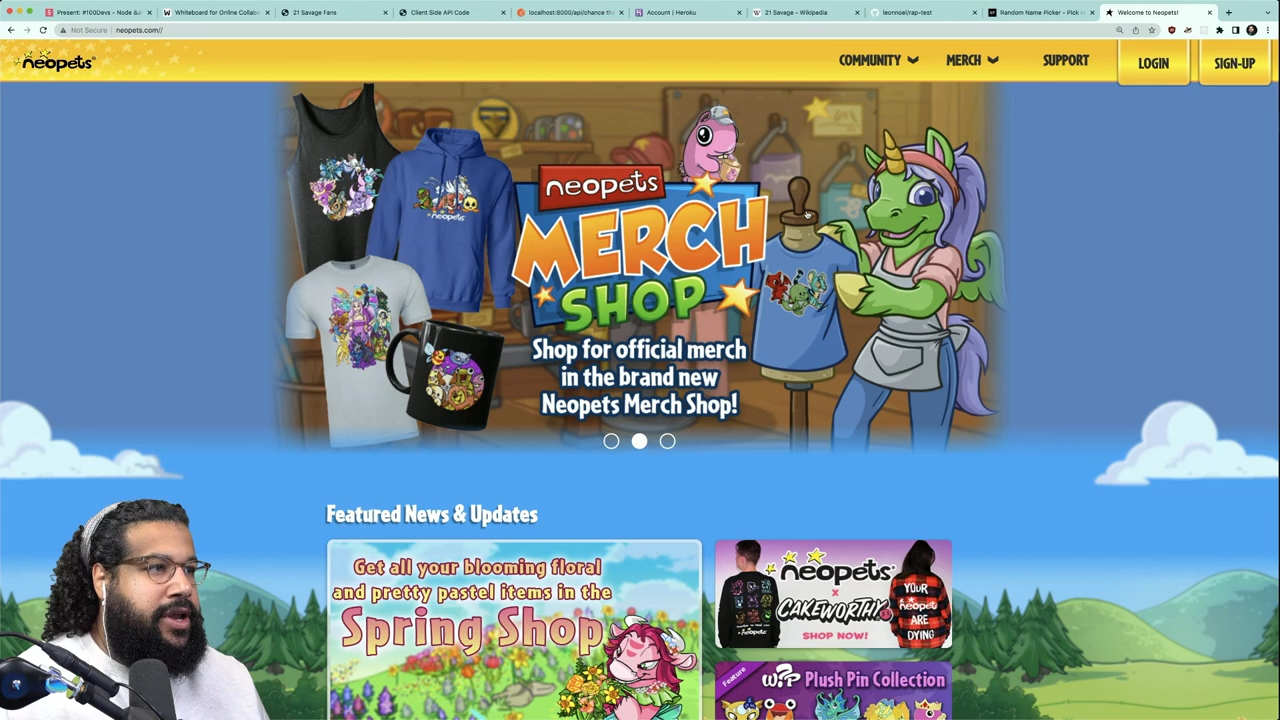 Present: #100Devs - Node &a
Whiteboard for Online Collabo
21 Savage Fans
Client Side API Code
localhost:8000/api/chance the
Account | Heroku
21 Savage - Wikipedia
leonnoel/rap-test
Random Name Picker - Pick r
Welcome to Neopets!
Not Secure | neopets.com//
neopets
COMMUNITY
MERCH
SUPPORT
LOGIN
SIGN-UP
neopets
neopets
MERCH
SHOP
Shop for official merch
in the brand new
Neopets Merch Shop!
Featured News & Updates
Get all your blooming floral
and pretty pastel items in the
Spring Shop
neopets
x
CAKEWORTHY
SHOP NOW!
YOUR
neopet
ARE
DYING
Feature
Plush Pin Collection